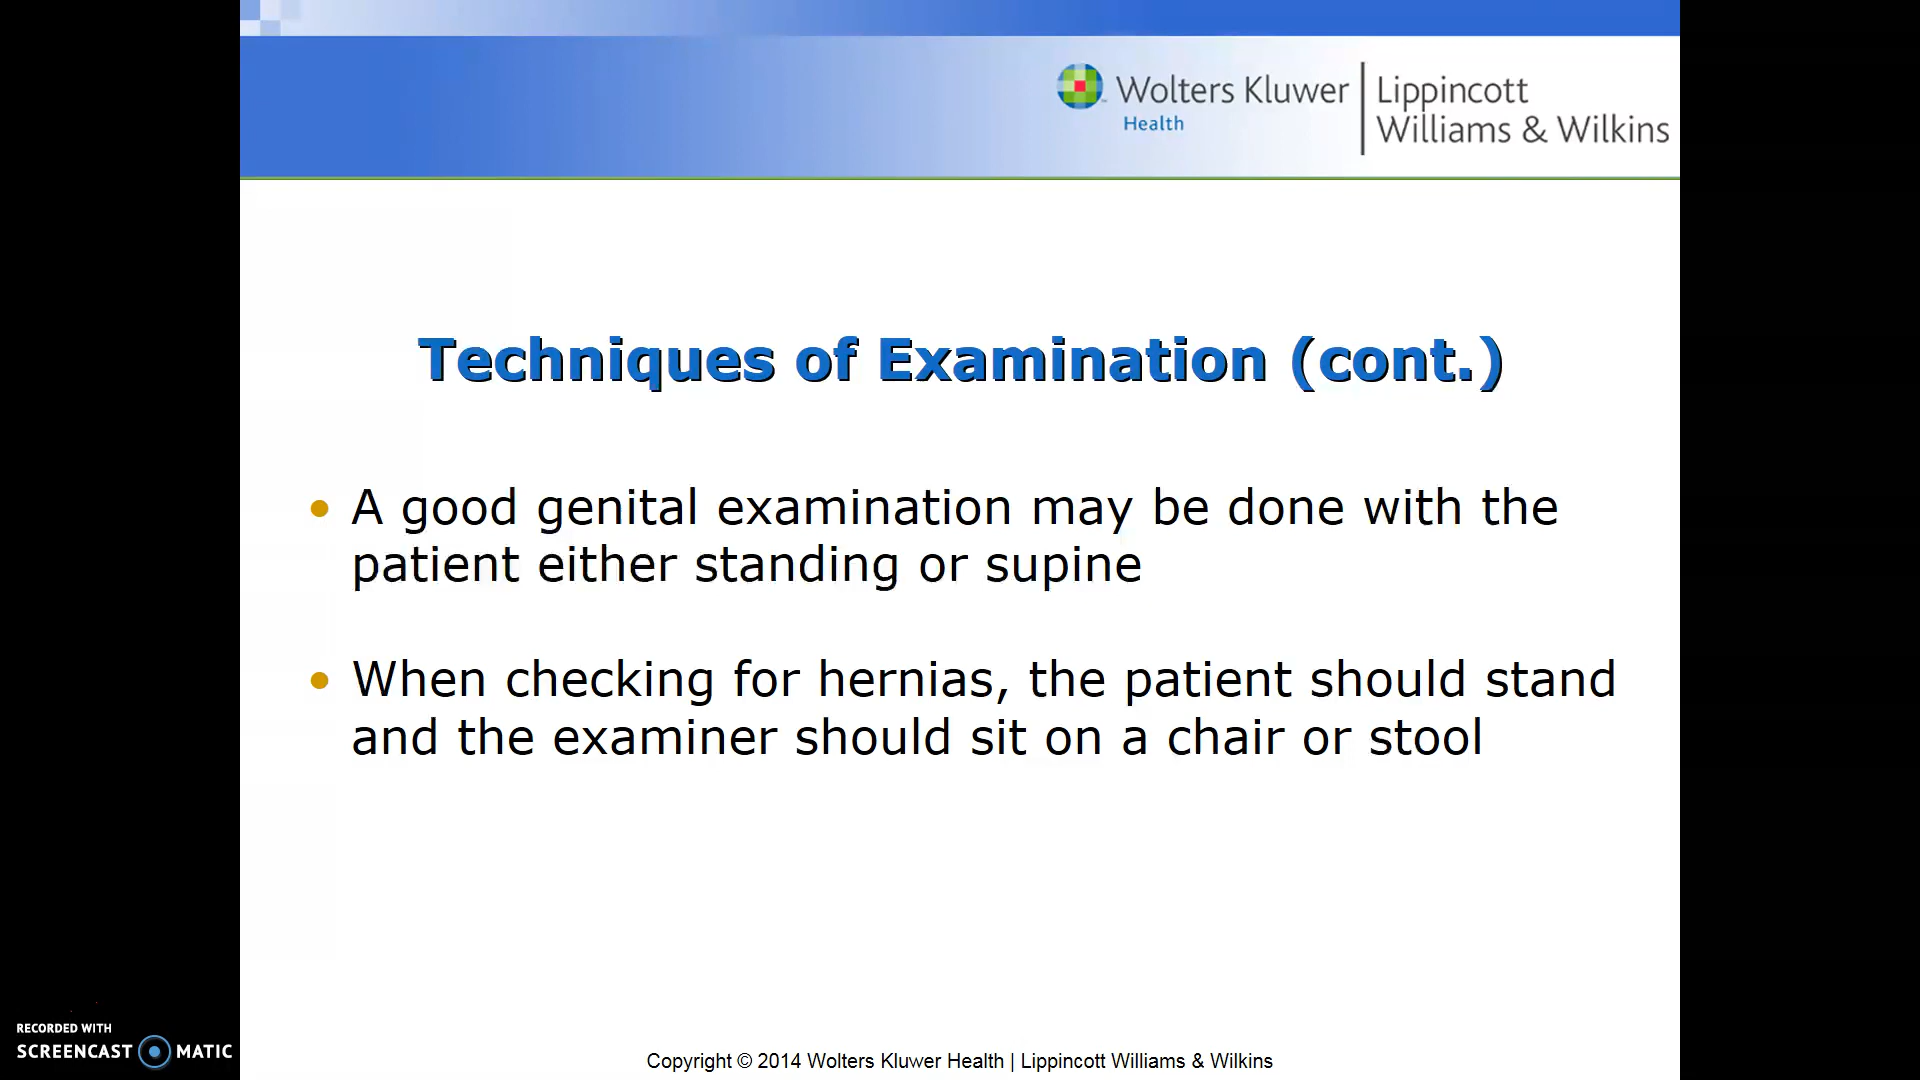 Wolters Kluwer
Health
Lippincott
Williams & Wilkins
Techniques of Examination (cont.)
• A good genital examination may be done with the
patient either standing or supine
• When checking for hernias, the patient should stand
and the examiner should sit on a chair or stool
RECORDED WITH
SCREENCAST MATIC
Copyright © 2014 Wolters Kluwer Health | Lippincott Williams & Wilkins